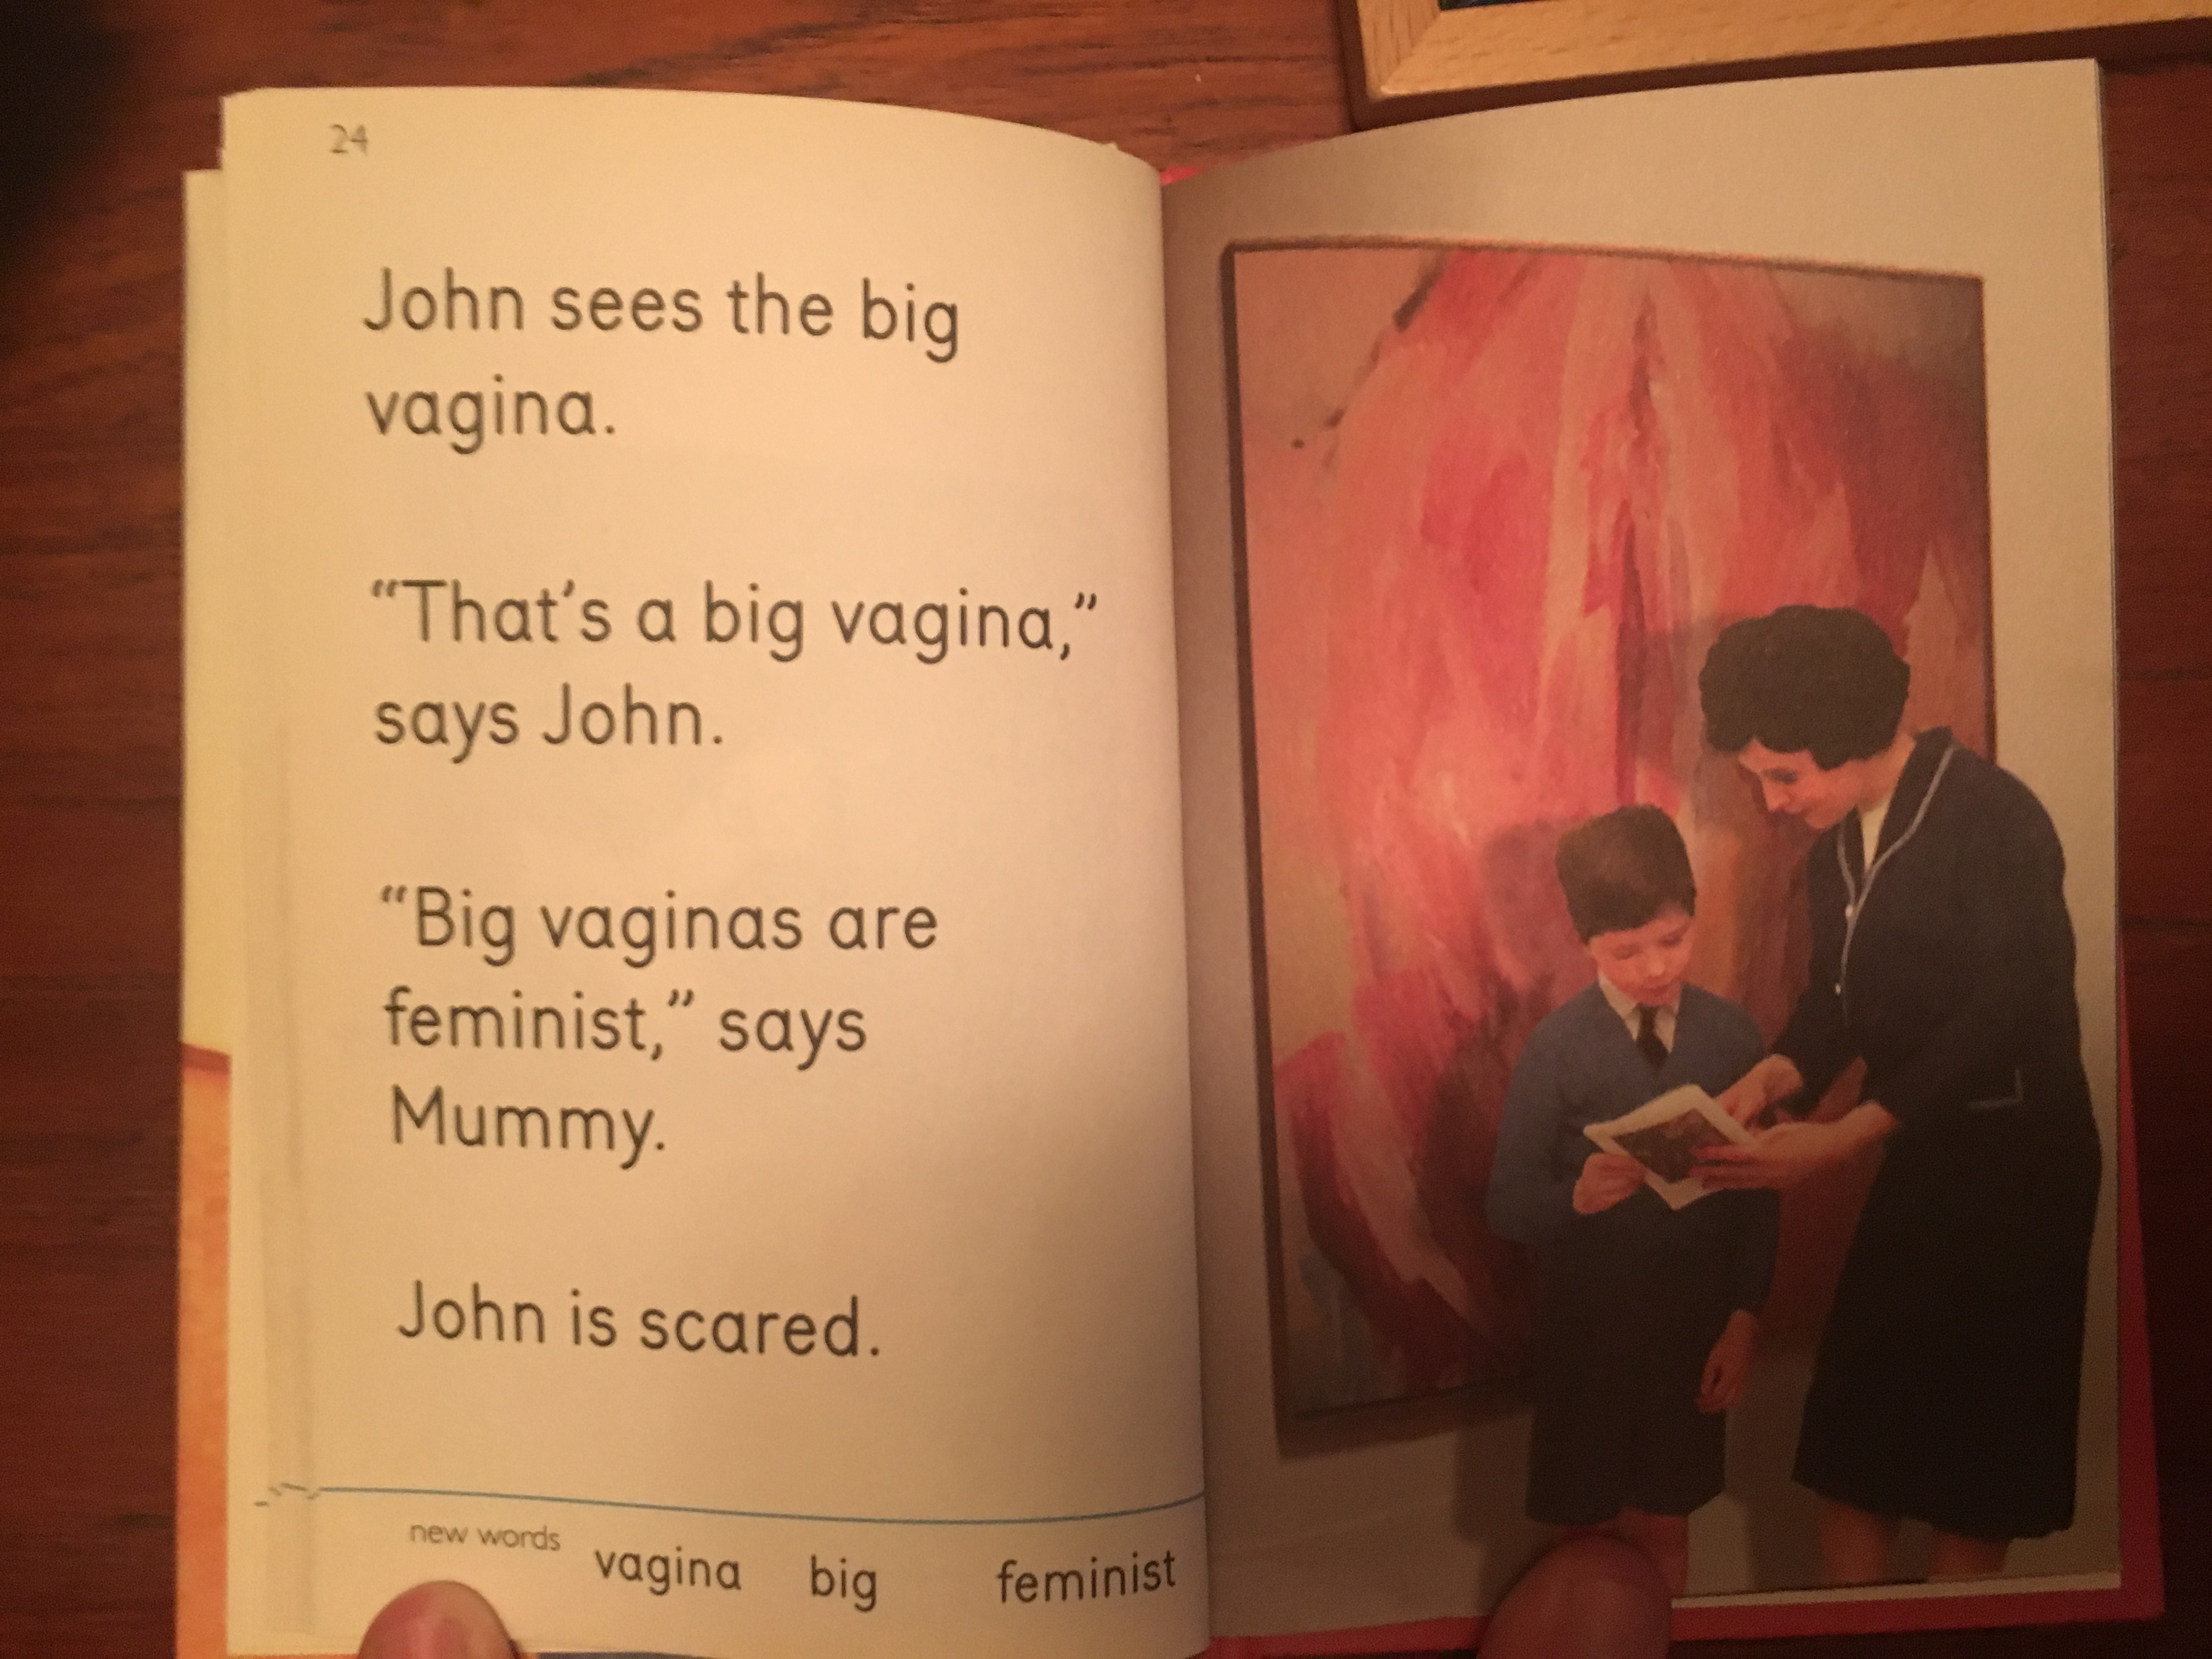 24
John sees the big
vagina.
"That's a big vagina,"
says John.
"Big vaginas are
feminist," says
Mummy.
John is scared.
new words vagina big feminist